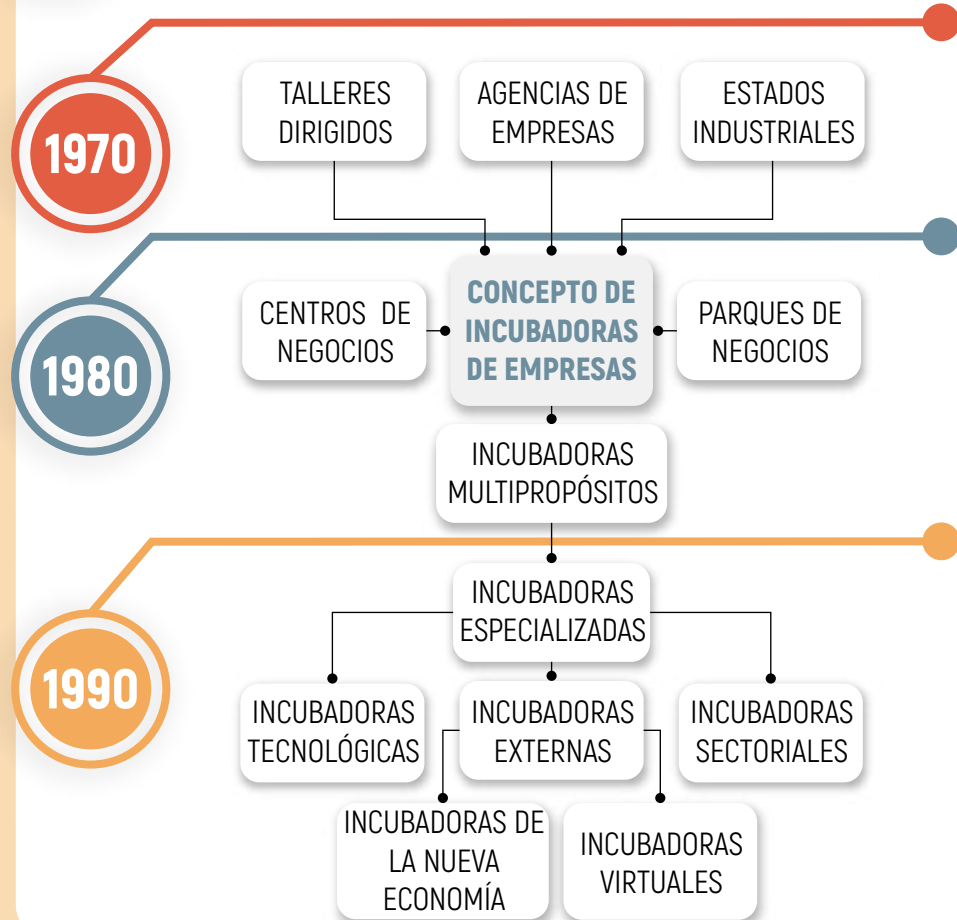 1970
TALLERES
DIRIGIDOS
AGENCIAS DE
EMPRESAS
ESTADOS
INDUSTRIALES
1980
CENTROS DE
NEGOCIOS
CONCEPTO DE
INCUBADORAS
DE EMPRESAS
PARQUES DE
NEGOCIOS
INCUBADORAS
MULTIPROPÓSITOS
1990
INCUBADORAS
ESPECIALIZADAS
INCUBADORAS
TECNOLÓGICAS
INCUBADORAS
EXTERNAS
INCUBADORAS
SECTORIALES
INCUBADORAS DE
LA NUEVA
ECONOMÍA
INCUBADORAS
VIRTUALES